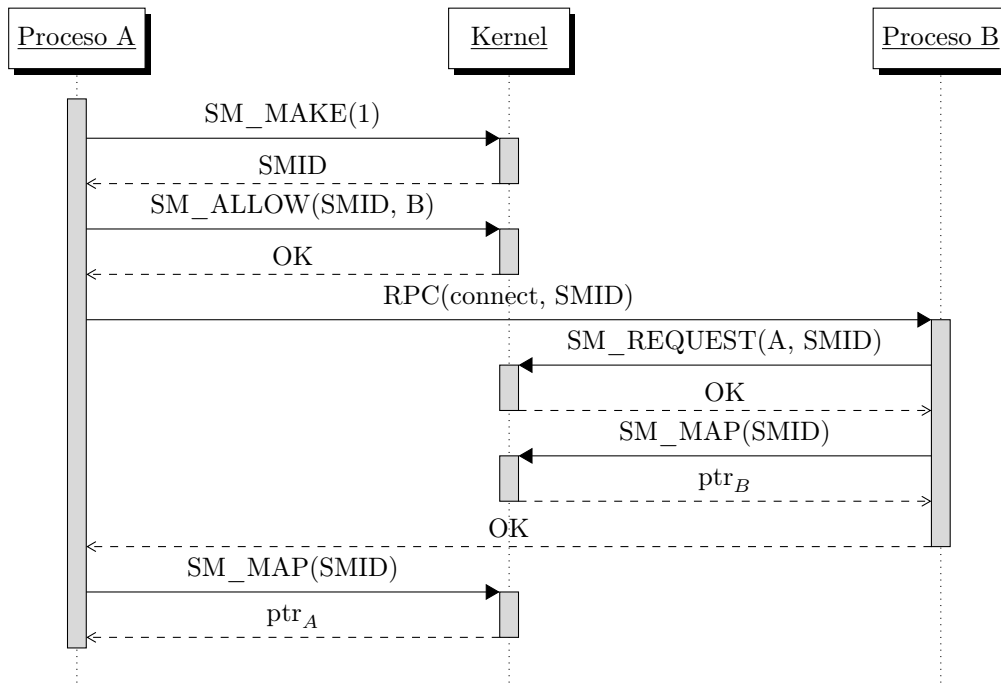 Proceso A
Kernel
Proceso B
SM_MAKE(1)
SMID
SM_ALLOW(SMID, B)
OK
RPC(connect, SMID)
SM_REQUEST(A, SMID)
OK
SM_MAP(SMID)
ptr_B
OK
SM_MAP(SMID)
ptr_A